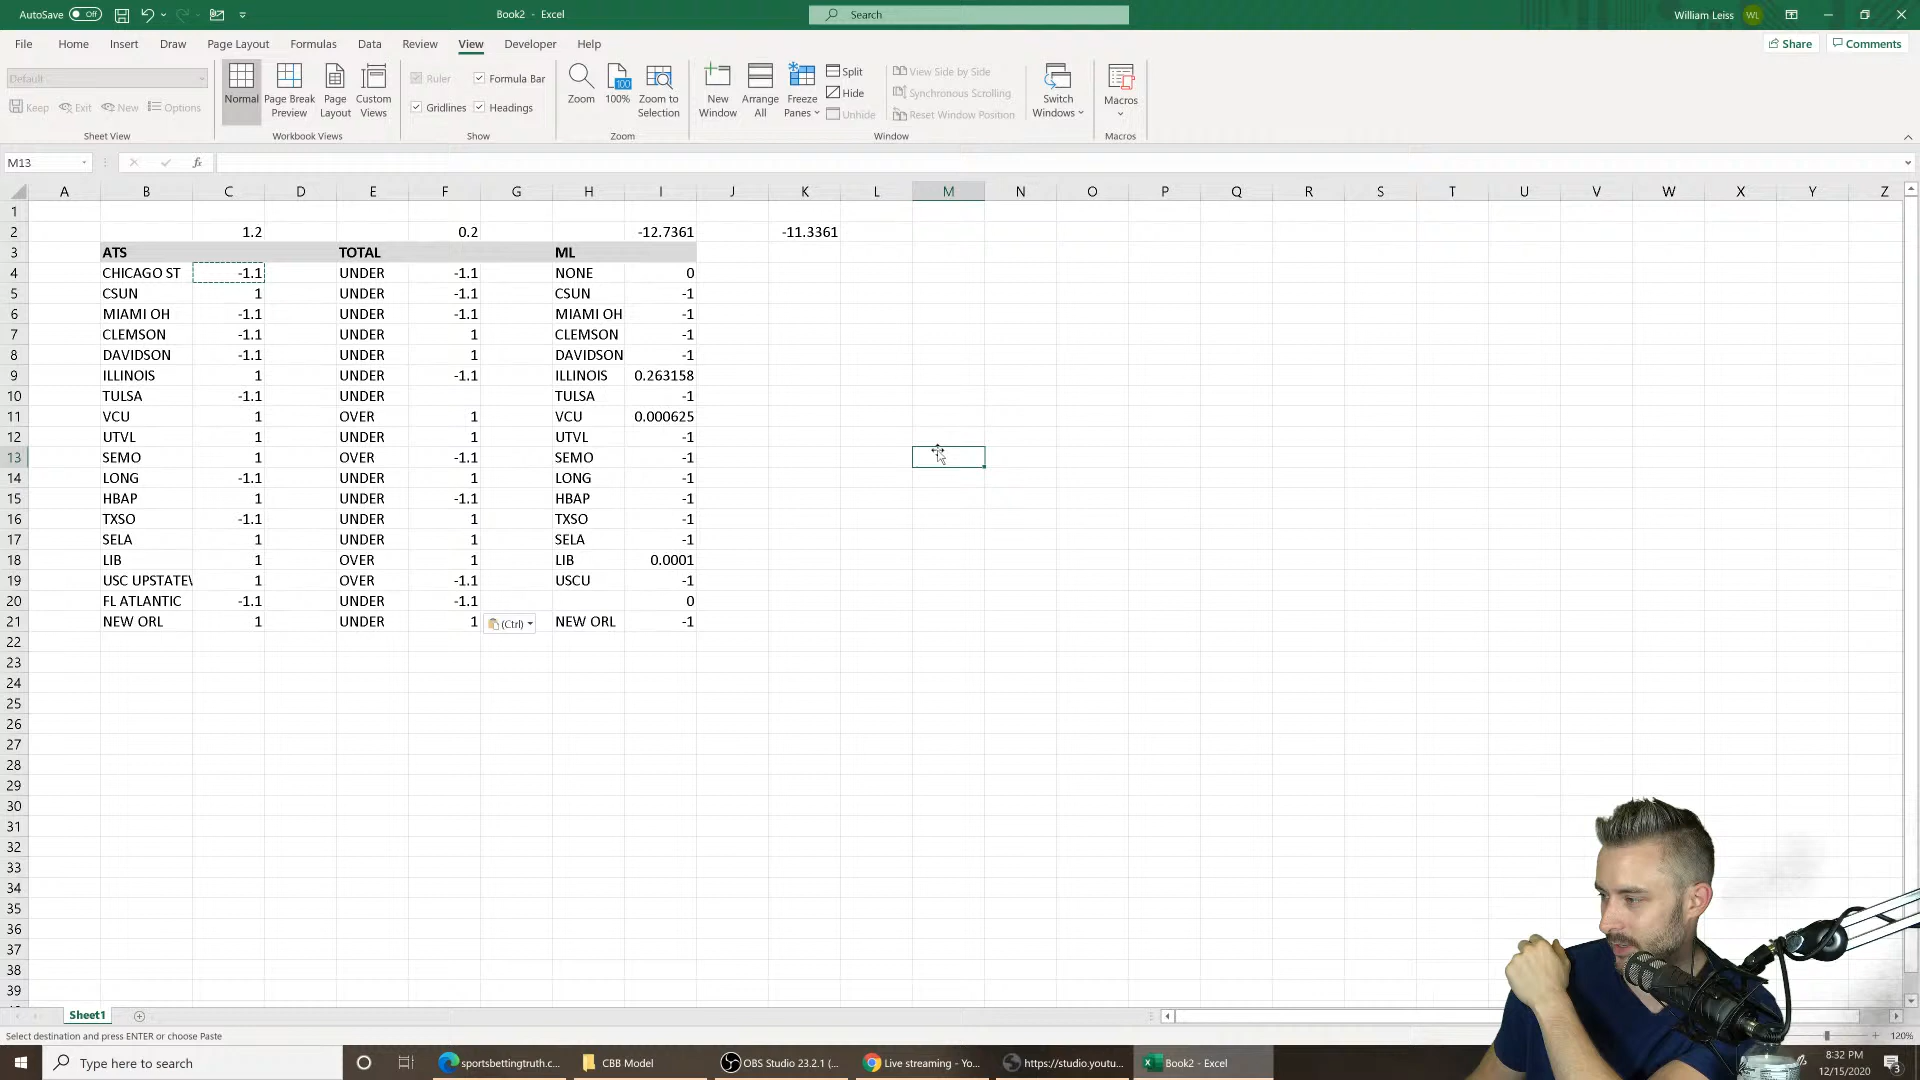 AutoSave Off Book2 - Excel Search William Leiss WL
File Home Insert Draw Page Layout Formulas Data Review View Developer Help Share Comments
Default
Keep Exit New Options
Sheet View
Normal Page Break Preview Page Layout Custom Views
Workbook Views
Ruler Formula Bar
Gridlines Headings
Show
Zoom 100 100% Zoom to Selection
Zoom
New Window Arrange All Freeze Panes
Split View Side by Side
Hide Synchronous Scrolling
Unhide Reset Window Position
Window
Switch Windows Macros
Macros
M13 fx
A B C D E F G H I J K L M N O P Q R S T U V W X Y Z
1
2 1.2 0.2 -12.7361 -11.3361
3 ATS TOTAL ML
4 CHICAGO ST -1.1 UNDER -1.1 NONE 0
5 CSUN 1 UNDER -1.1 CSUN -1
6 MIAMI OH -1.1 UNDER -1.1 MIAMI OH -1
7 CLEMSON -1.1 UNDER 1 CLEMSON -1
8 DAVIDSON -1.1 UNDER 1 DAVIDSON -1
9 ILLINOIS 1 UNDER -1.1 ILLINOIS 0.263158
10 TULSA -1.1 UNDER TULSA -1
11 VCU 1 OVER 1 VCU 0.000625
12 UTVL 1 UNDER 1 UTVL -1
13 SEMO 1 OVER -1.1 SEMO -1
14 LONG -1.1 UNDER 1 LONG -1
15 HBAP 1 UNDER -1.1 HBAP -1
16 TXSO -1.1 UNDER 1 TXSO -1
17 SELA 1 UNDER 1 SELA -1
18 LIB 1 OVER 1 LIB 0.0001
19 USC UPSTATE 1 OVER -1.1 USCU -1
20 FL ATLANTIC -1.1 UNDER -1.1 0
21 NEW ORL 1 UNDER 1 (Ctrl) NEW ORL -1
22
23
24
25
26
27
28
29
30
31
32
33
34
35
36
37
38
39
Sheet1
Select destination and press ENTER or choose Paste 120%
Type here to search sportsbettingtruth.c... CBB Model OBS Studio 23.2.1 (... Live streaming - Yo... https://studio.youtu... Book2 - Excel 8:32 PM
12/15/2020 3